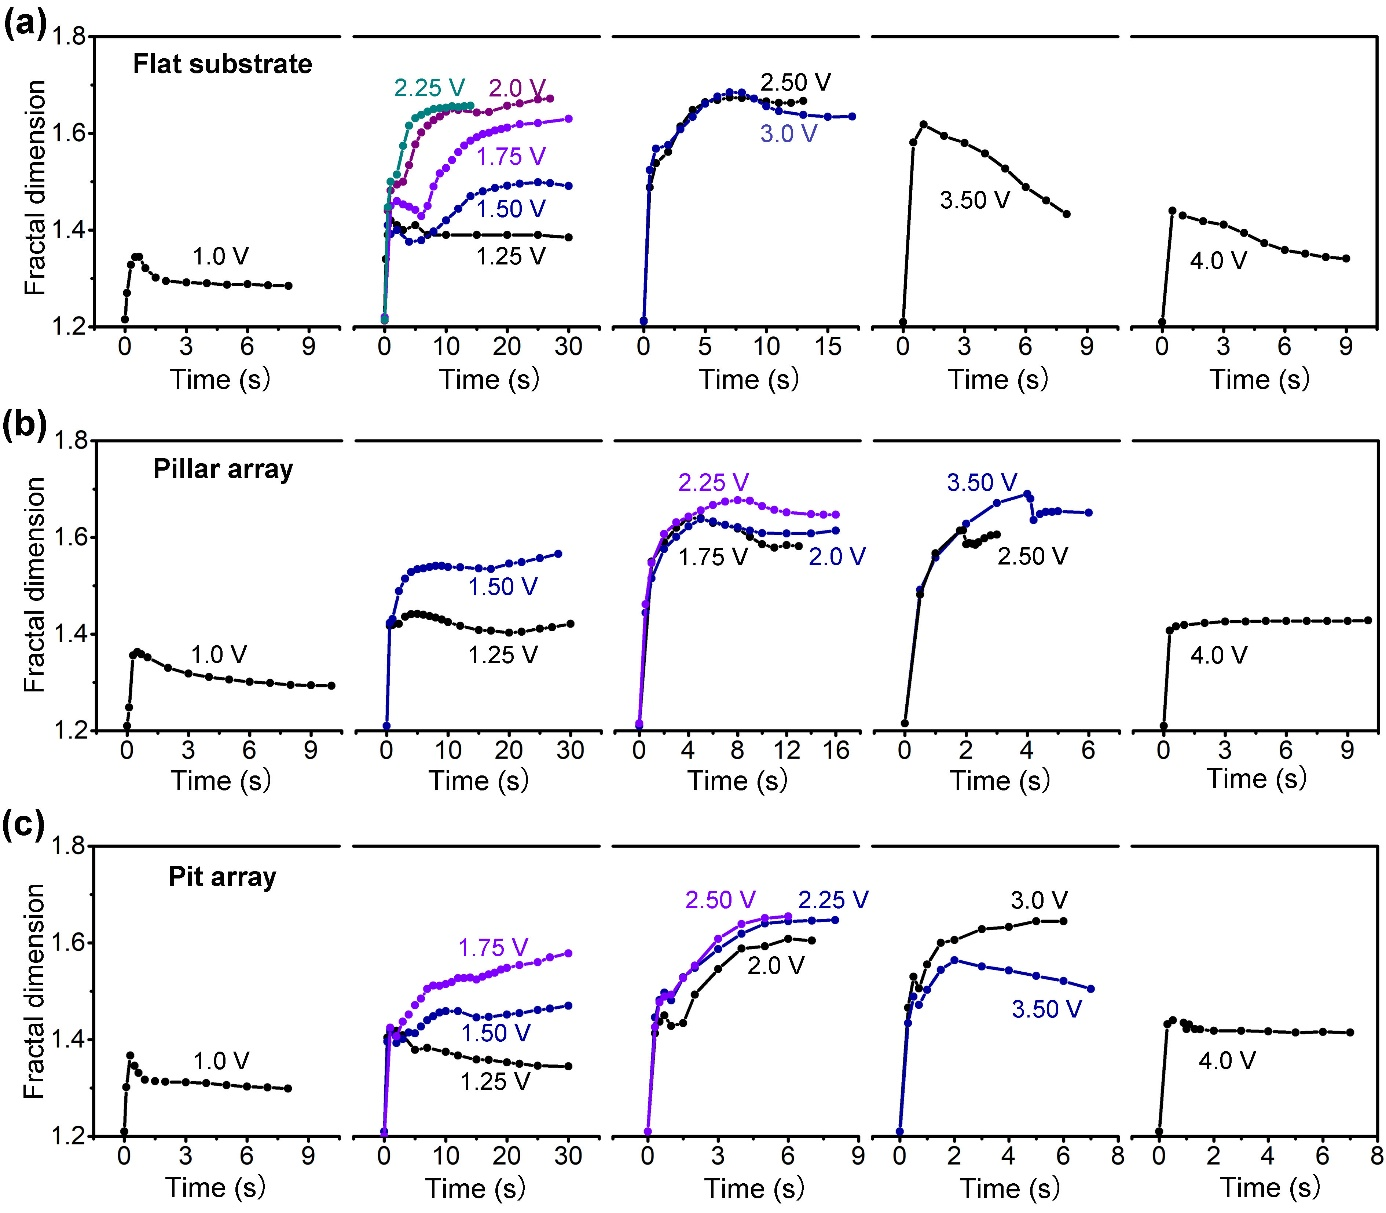 (a)
1.8
1.6
1.4
1.2
Fractal dimension
Flat substrate
1.0 V
2.25 V 2.0 V
1.75 V
1.50 V
1.25 V
2.50 V
3.0 V
3.50 V
4.0 V
0 3 6 9 0 10 20 30 0 5 10 15 0 3 6 9 0 3 6 9
Time (s) Time (s) Time (s) Time (s) Time (s)
(b)
1.8
1.6
1.4
1.2
Fractal dimension
Pillar array
1.0 V
1.50 V
1.25 V
2.25 V
1.75 V 2.0 V
3.50 V
2.50 V
4.0 V
0 3 6 9 0 10 20 30 0 4 8 12 16 0 2 4 6 0 3 6 9
Time (s) Time (s) Time (s) Time (s) Time (s)
(c)
1.8
1.6
1.4
1.2
Fractal dimension
Pit array
1.0 V
1.75 V
1.50 V
1.25 V
2.50 V 2.25 V
2.0 V
3.0 V
3.50 V
4.0 V
0 3 6 9 0 10 20 30 0 3 6 9 0 2 4 6 8 0 2 4 6 8
Time (s) Time (s) Time (s) Time (s) Time (s)